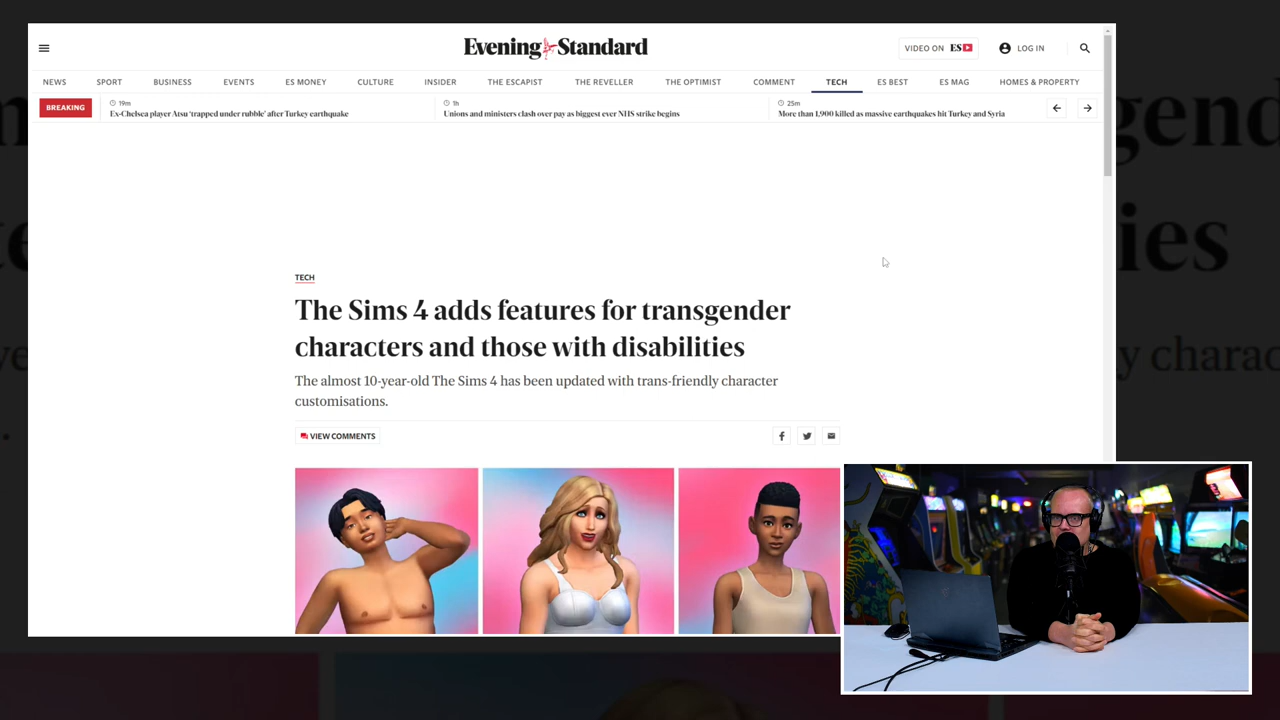 Evening Standard
VIDEO ON ES
LOG IN
NEWS SPORT BUSINESS EVENTS ES MONEY CULTURE INSIDER THE ESCAPIST THE REVELLER THE OPTIMIST COMMENT TECH ES BEST ES MAG HOMES & PROPERTY
BREAKING
19m
Ex-Chelsea player Atsu 'trapped under rubble' after Turkey earthquake
1h
Unions and ministers clash over pay as biggest ever NHS strike begins
25m
More than 1,900 killed as massive earthquakes hit Turkey and Syria
TECH
The Sims 4 adds features for transgender
characters and those with disabilities
The almost 10-year-old The Sims 4 has been updated with trans-friendly character
customisations.
VIEW COMMENTS